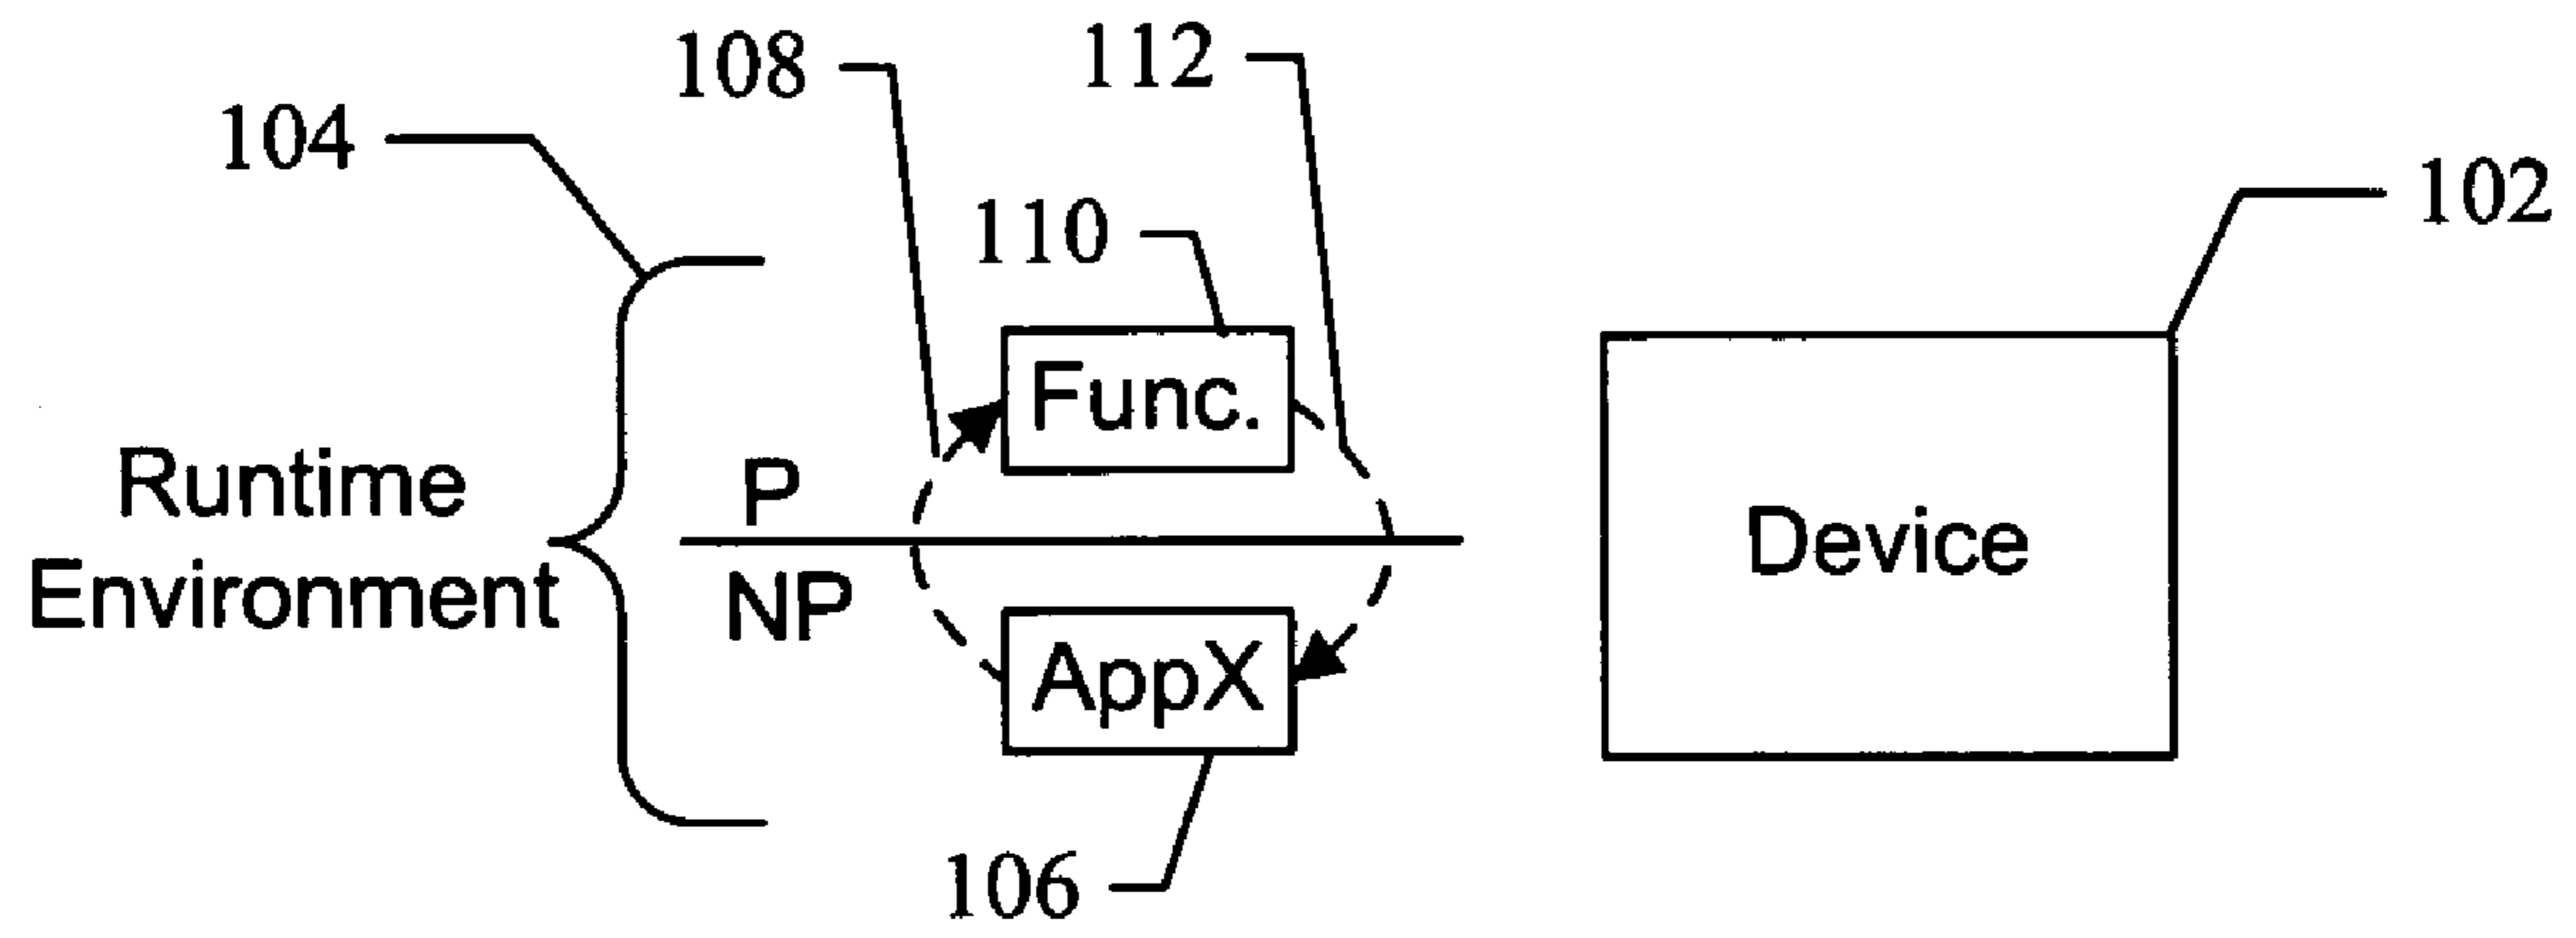 108
112
104
102
110
Func.
Runtime
Environment
P
NP
Device
AppX
106